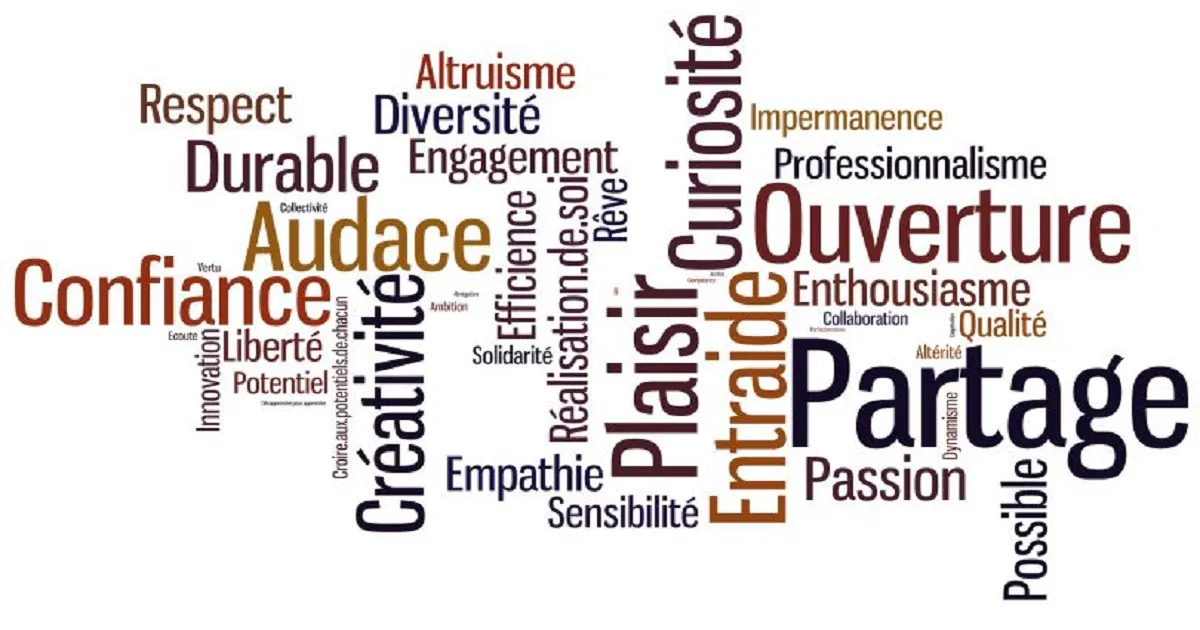 Curiosité
Altruisme
Respect
Diversité
Impermanence
Durable
Engagement
Professionnalisme
Collectivité
Audace
Efficience
Réalisation.de.soi
Rêve
Ouverture
Confiance
Vertu
Créativité
Ambition
Plaisir
Entraide
Enthousiasme
Collaboration
Qualité
Ecoute
Innovation
Liberté
Potentiel
Croire.aux.potentiels.de.chacun
Solidarité
Altérité
Partage
Dynamisme
Empathie
Sensibilité
Passion
Possible